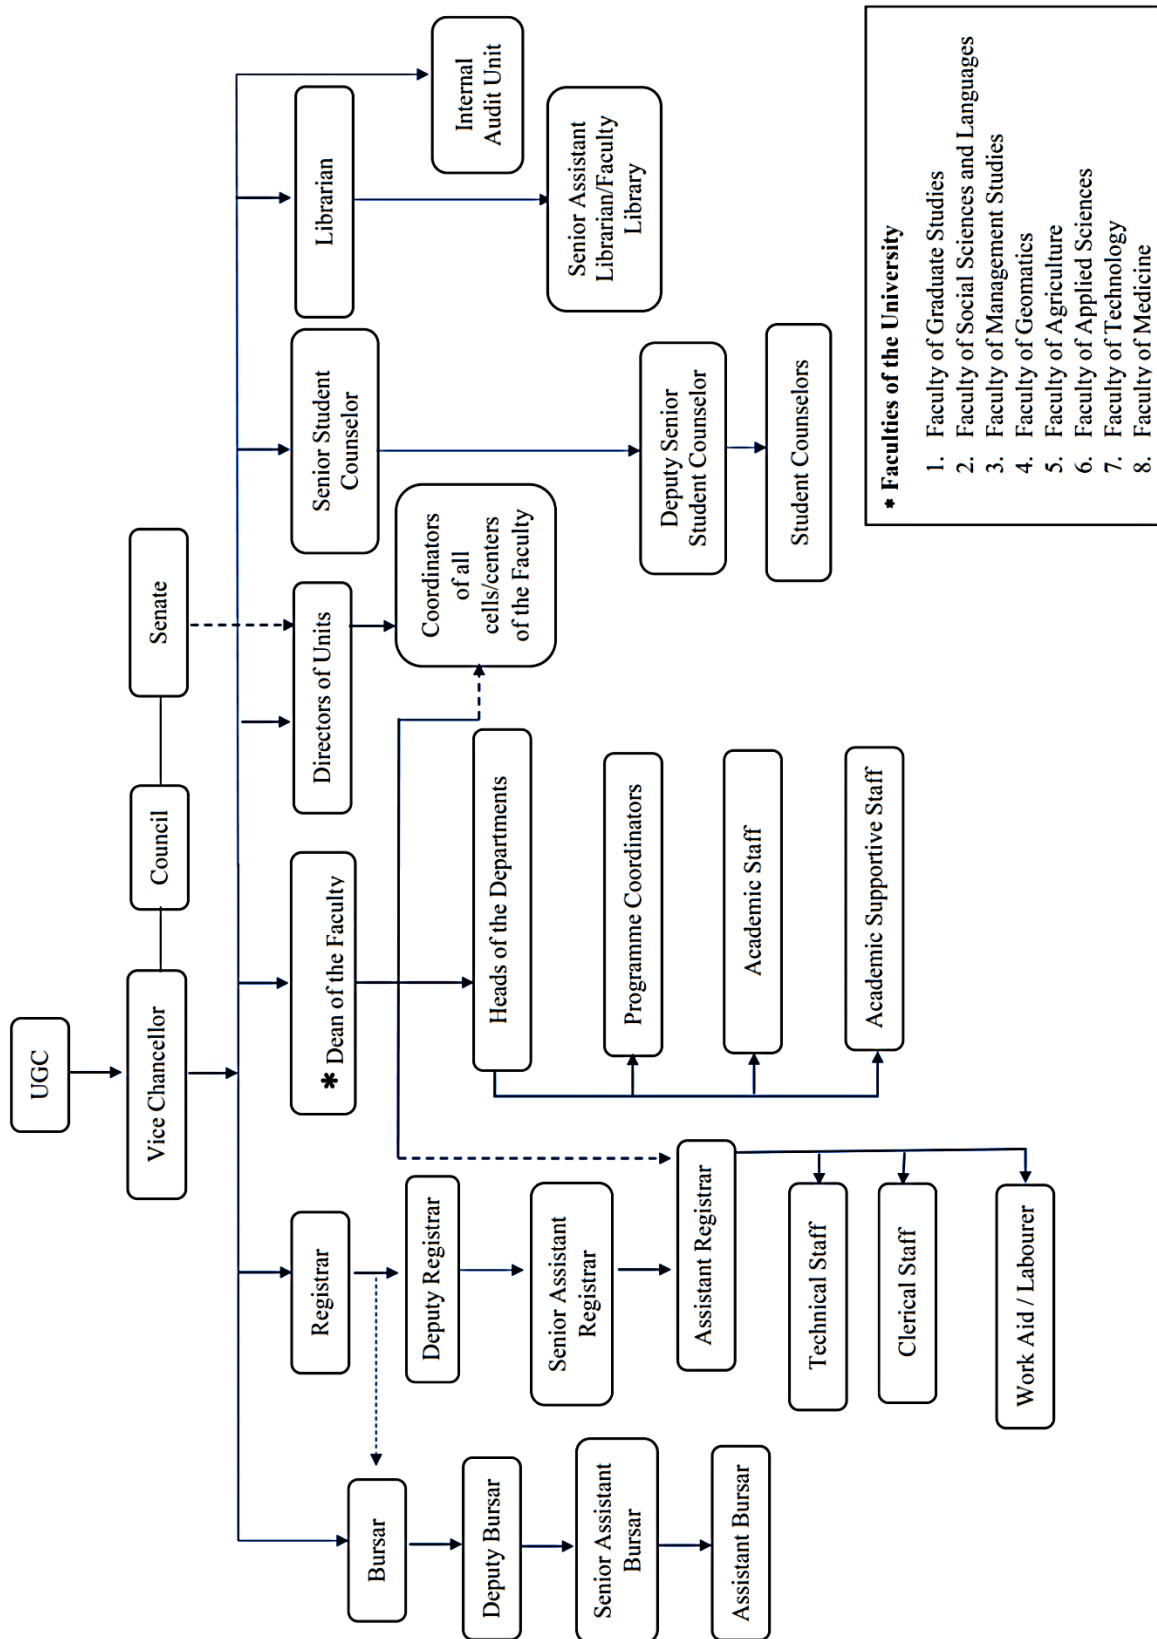 UGC
Vice Chancellor
Council
Senate
Bursar
Registrar
* Dean of the Faculty
Directors of Units
Senior Student
Counselor
Librarian
Internal
Audit Unit
Deputy Bursar
Senior Assistant
Bursar
Assistant Bursar
Deputy Registrar
Senior Assistant
Registrar
Assistant Registrar
Technical Staff
Clerical Staff
Work Aid / Labourer
Heads of the Departments
Programme Coordinators
Academic Staff
Academic Supportive Staff
Coordinators
of all
cells/centers
of the Faculty
Deputy Senior
Student Counselor
Student Counselors
Senior Assistant
Librarian/Faculty
Library
* Faculties of the University
1. Faculty of Graduate Studies
2. Faculty of Social Sciences and Languages
3. Faculty of Management Studies
4. Faculty of Geomatics
5. Faculty of Agriculture
6. Faculty of Applied Sciences
7. Faculty of Technology
8. Faculty of Medicine